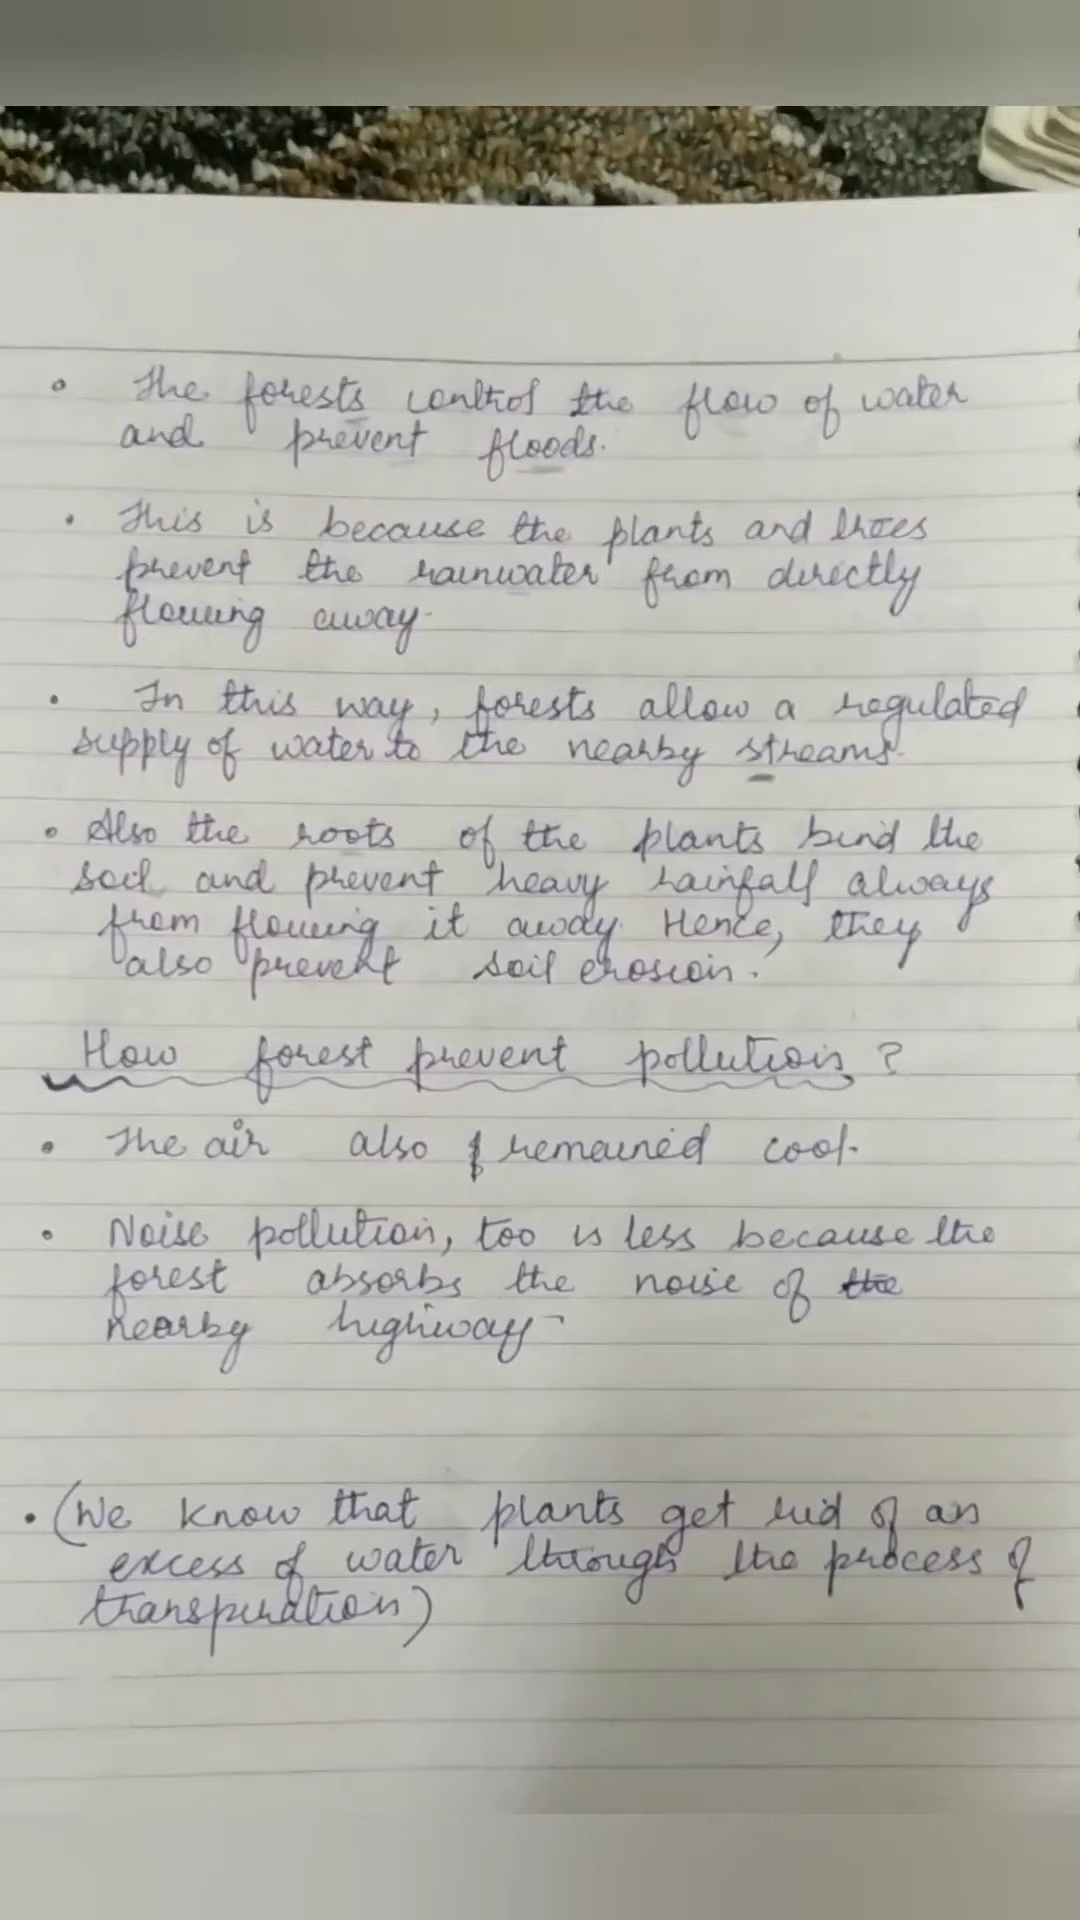 The forests control the flow of water
and prevent floods.
This is because the plants and trees
prevent the rainwater from directly
flowing away.
In this way, forests allow a regulated
supply of water to the nearby streams.
Also the roots of the plants bind the
soil and prevent heavy rainfall always
from flowing it away. Hence, they
also prevent soil erosion.
How forest prevent pollution ?
The air also remained cool.
Noise pollution, too is less because the
forest absorbs the noise of the
nearby highway
(We know that plants get rid of an
excess of water through the process of
transpiration)